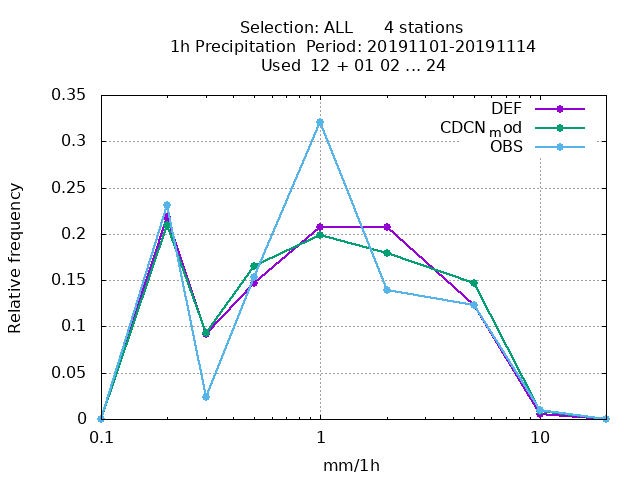 Selection: ALL 4 stations
1h Precipitation Period: 20191101-20191114
Used 12 + 01 02 ... 24
0.35
0.3
0.25
0.2
0.15
0.1
0.05
0
Relative frequency
DEF
CDCNmod
OBS
0.1 1 10
mm/1h